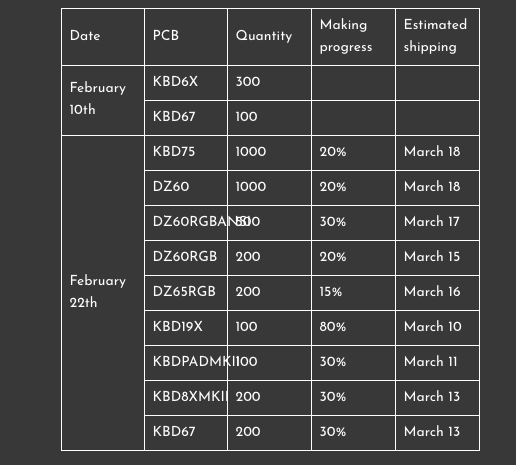 Date PCB Quantity Making progress Estimated shipping
February 10th KBD6X 300
KBD67 100
February 22th KBD75 1000 20% March 18
DZ60 1000 20% March 18
DZ60RGBANSI 30% March 17
DZ60RGB 200 20% March 15
DZ65RGB 200 15% March 16
KBD19X 100 80% March 10
KBDPADMKII 100 30% March 11
KBD8XMKII 200 30% March 13
KBD67 200 30% March 13